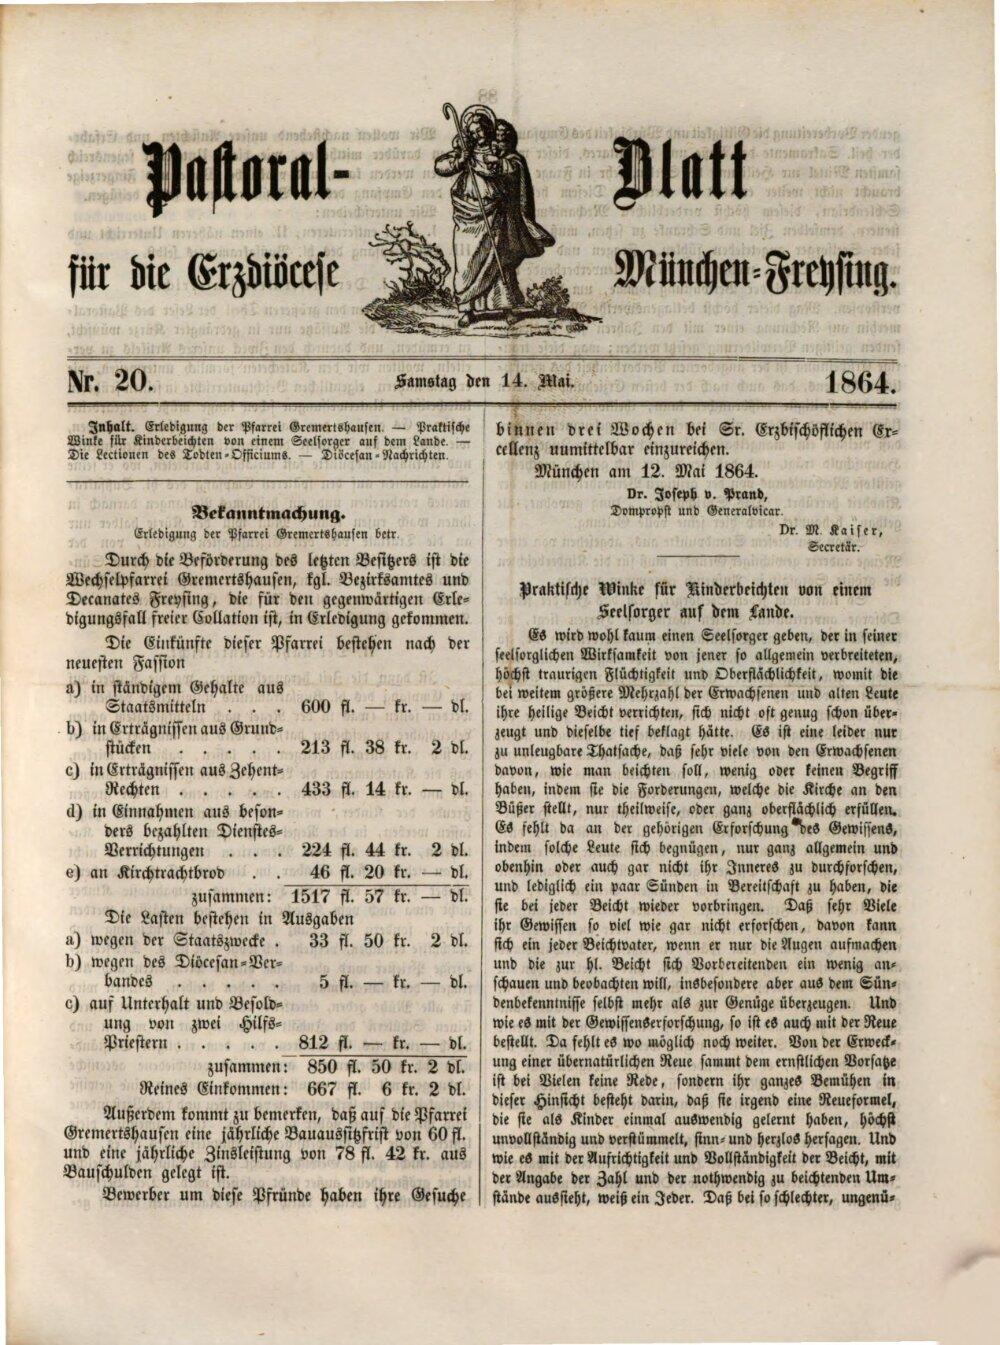 Pastoral-Blatt
für die Erzdiöcese München-Freysing.
Nr. 20. Samstag den 14. Mai. 1864.
Inhalt. Erledigung der Pfarrei Gremertshausen. — Praktische
Winke für Kinderbeichten von einem Seelsorger auf dem Lande. —
Die Lectionen des Todten-Officiums. — Diöcesan-Nachrichten.
Bekanntmachung.
Erledigung der Pfarrei Gremertshausen betr.
Durch die Beförderung des letzten Besitzers ist die
Wechselpfarrei Gremertshausen, kgl. Bezirksamtes und
Decanates Freysing, die für den gegenwärtigen Erle-
digungsfall freier Collation ist, in Erledigung gekommen.
Die Einkünfte dieser Pfarrei bestehen nach der
neuesten Fassion
a) in ständigem Gehalte aus
Staatsmitteln . . . 600 fl. — kr. — dl.
b) in Erträgnissen aus Grund-
stücken . . . . . 213 fl. 38 kr. 2 dl.
c) in Erträgnissen aus Zehent-
Rechten . . . . . 433 fl. 14 kr. — dl.
d) in Einnahmen aus beson-
ders bezahlten Dienstes-
Verrichtungen . . . 224 fl. 44 kr. 2 dl.
e) an Kirchtrachtbrod . . 46 fl. 20 kr. — dl.
zusammen: 1517 fl. 57 kr. — dl.
Die Lasten bestehen in Ausgaben
a) wegen der Staatszwecke . 33 fl. 50 kr. 2 dl.
b) wegen des Diöcesan-Ver-
bandes . . . . . 5 fl. — kr. — dl.
c) auf Unterhalt und Besold-
ung von zwei Hilfs-
Priestern . . . . . 812 fl. — kr. — dl.
zusammen: 850 fl. 50 kr. 2 dl.
Reines Einkommen: 667 fl. 6 kr. 2 dl.
Außerdem kommt zu bemerken, daß auf die Pfarrei
Gremertshausen eine jährliche Bauaussitzfrist von 60 fl.
und eine jährliche Zinsleistung von 78 fl. 42 kr. aus
Bauschulden gelegt ist.
Bewerber um diese Pfründe haben ihre Gesuche
binnen drei Wochen bei Sr. Erzbischöflichen Er-
cellenz unmittelbar einzureichen.
München am 12. Mai 1864.
Dr. Joseph v. Prand,
Dompropst und Generalvicar.
Dr. M. Kaiser,
Secretär.
Praktische Winke für Kinderbeichten von einem
Seelsorger auf dem Lande.
Es wird wohl kaum einen Seelsorger geben, der in seiner
seelsorglichen Wirksamkeit von jener so allgemein verbreiteten,
höchst traurigen Flüchtigkeit und Oberflächlichkeit, womit die
bei weitem größere Mehrzahl der Erwachsenen und alten Leute
ihre heilige Beicht verrichten, sich nicht oft genug schon über-
zeugt und dieselbe tief beklagt hätte. Es ist eine leider nur
zu unleugbare Thatsache, daß sehr viele von den Erwachsenen
davon, wie man beichten soll, wenig oder keinen Begriff
haben, indem sie die Forderungen, welche die Kirche an den
Büßer stellt, nur theilweise, oder ganz oberflächlich erfüllen.
Es fehlt da an der gehörigen Erforschung des Gewissens,
indem solche Leute sich begnügen, nur ganz allgemein und
obenhin oder auch gar nicht ihr Inneres zu durchforschen,
und lediglich ein paar Sünden in Bereitschaft zu haben, die
sie bei jeder Beicht wieder vorbringen. Daß sehr Viele
ihr Gewissen so viel wie gar nicht erforschen, davon kann
sich ein jeder Beichtvater, wenn er nur die Augen aufmachen
und die zur hl. Beicht sich Vorbereitenden ein wenig an-
schauen und beobachten will, insbesondere aber aus dem Sün-
denbekenntnisse selbst mehr als zur Genüge überzeugen. Und
wie es mit der Gewissenserforschung, so ist es auch mit der Reue
bestellt. Da fehlt es wo möglich noch weiter. Von der Erweck-
ung einer übernatürlichen Reue sammt dem ernstlichen Vorsatze
ist bei Vielen keine Rede, sondern ihr ganzes Bemühen in
dieser Hinsicht besteht darin, daß sie irgend eine Reueformel,
die sie als Kinder einmal auswendig gelernt haben, höchst
unvollständig und verstümmelt, sinn- und herzlos hersagen. Und
wie es mit der Aufrichtigkeit und Vollständigkeit der Beicht, mit
der Angabe der Zahl und der nothwendig zu beichtenden Um-
stände aussieht, weiß ein Jeder. Daß bei so schlechter, ungenü-